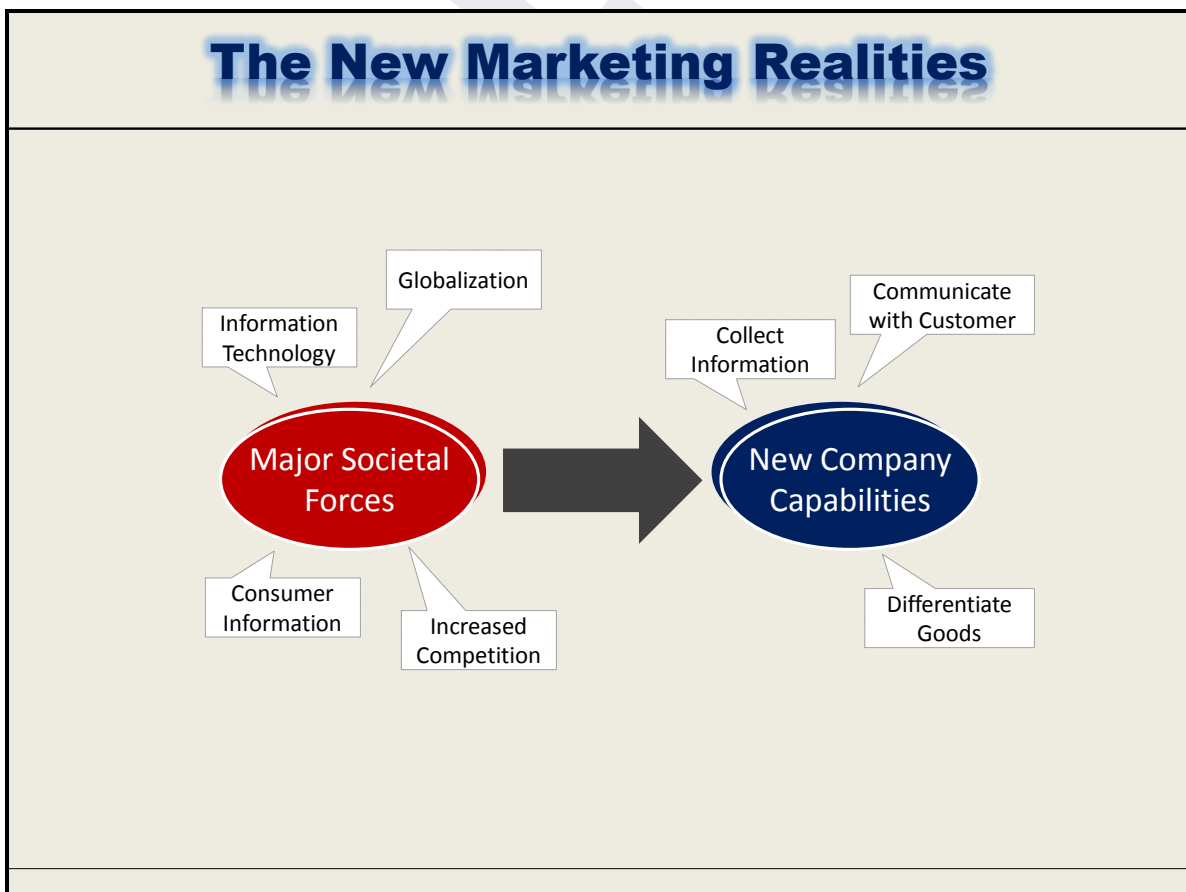 The New Marketing Realities
Globalization
Information
Technology
Communicate
with Customer
Collect
Information
Major Societal
Forces
New Company
Capabilities
Consumer
Information
Increased
Competition
Differentiate
Goods